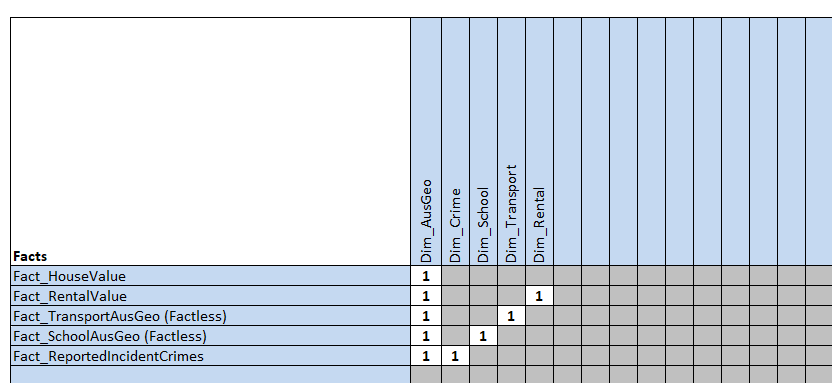 Dim_AusGeo
Dim_Crime
Dim_School
Dim_Transport
Dim_Rental
Facts
Fact_HouseValue 1
Fact_RentalValue 1 1
Fact_TransportAusGeo (Factless) 1 1
Fact_SchoolAusGeo (Factless) 1 1
Fact_ReportedIncidentCrimes 1 1